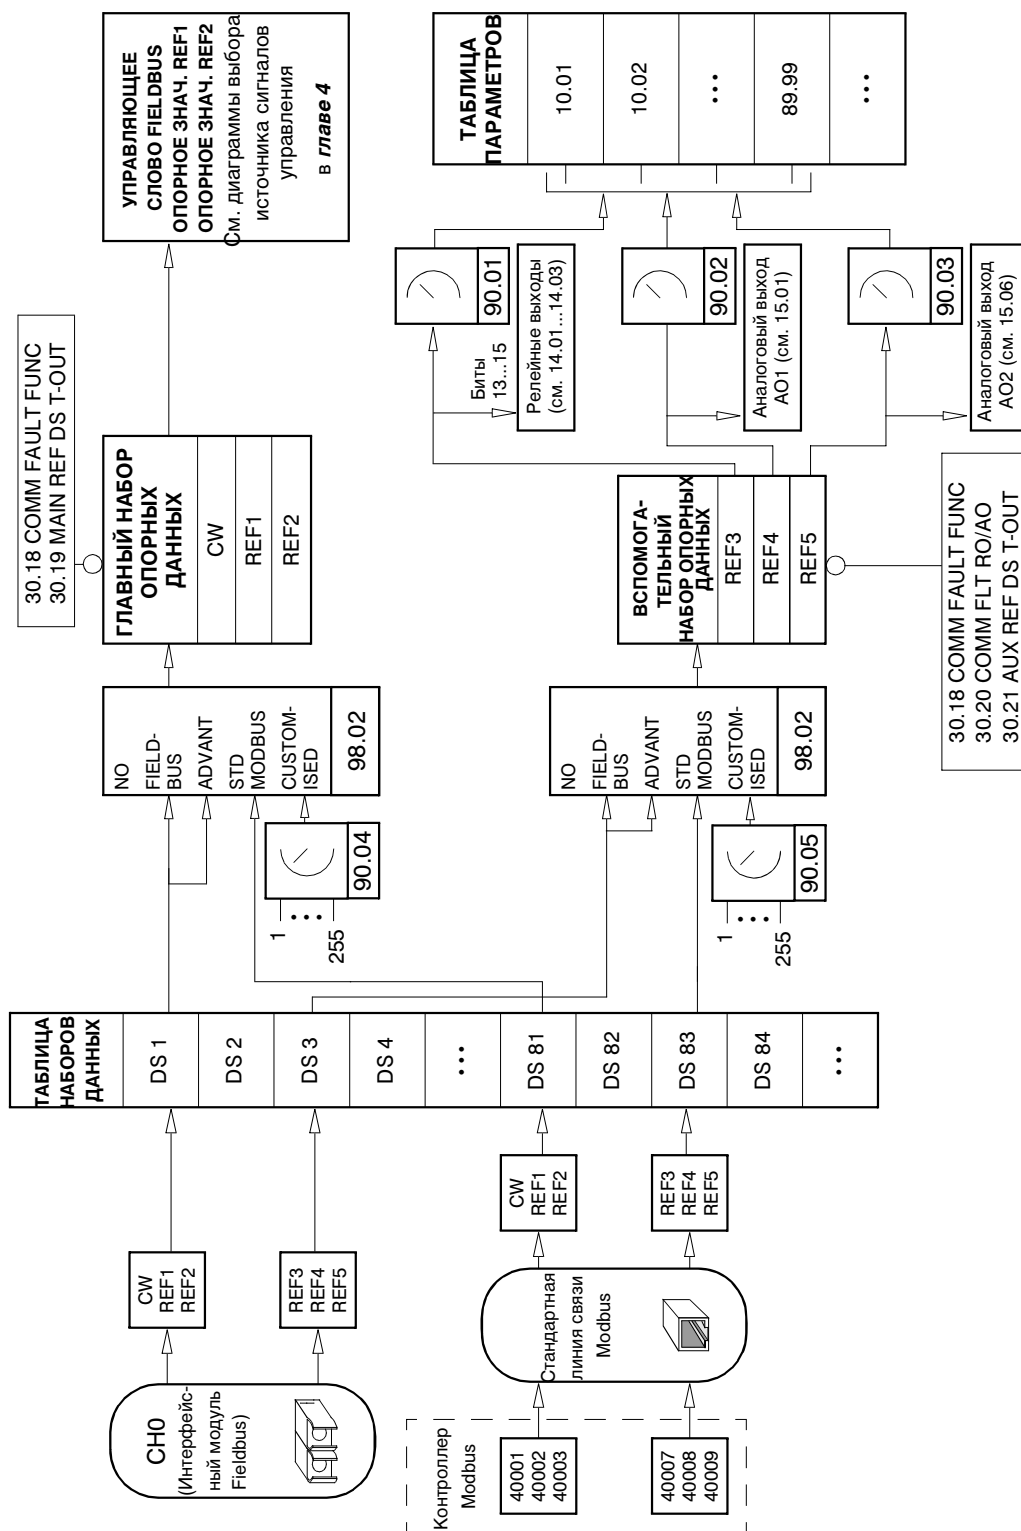 CH0
(Интерфейс-
ный модуль
Fieldbus)
CW
REF1
REF2
REF3
REF4
REF5
Контроллер
Modbus
40001
40002
40003
40007
40008
40009
Стандартная
линия связи
Modbus
CW
REF1
REF2
REF3
REF4
REF5
ТАБЛИЦА
НАБОРОВ
ДАННЫХ
DS 1
DS 2
DS 3
DS 4
...
DS 81
DS 82
DS 83
DS 84
...
1
...
255
90.04
1
...
255
90.05
NO
FIELD-
BUS
ADVANT
STD
MODBUS
CUSTOM-
ISED
98.02
NO
FIELD-
BUS
ADVANT
STD
MODBUS
CUSTOM-
ISED
98.02
30.18 COMM FAULT FUNC
30.19 MAIN REF DS T-OUT
ГЛАВНЫЙ НАБОР
ОПОРНЫХ
ДАННЫХ
CW
REF1
REF2
ВСПОМОГА-
ТЕЛЬНЫЙ
НАБОР ОПОРНЫХ
ДАННЫХ
REF3
REF4
REF5
30.18 COMM FAULT FUNC
30.20 COMM FLT RO/AO
30.21 AUX REF DS T-OUT
Биты
13...15
Релейные выходы
(см. 14.01...14.03)
Аналоговый выход
AO1 (см. 15.01)
Аналоговый выход
AO2 (см. 15.06)
90.01
90.02
90.03
УПРАВЛЯЮЩЕЕ
СЛОВО FIELDBUS
ОПОРНОЕ ЗНАЧ. REF1
ОПОРНОЕ ЗНАЧ. REF2
См. диаграммы выбора
источника сигналов
управления
в главе 4
ТАБЛИЦА
ПАРАМЕТРОВ
10.01
10.02
...
89.99
...